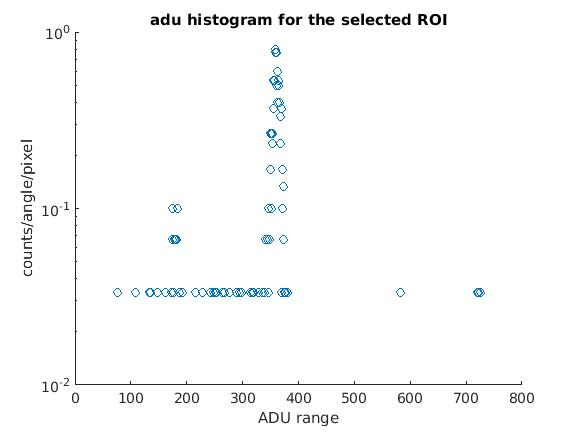 adu histogram for the selected ROI
10^0
10^-1
10^-2
counts/angle/pixel
0 100 200 300 400 500 600 700 800
ADU range